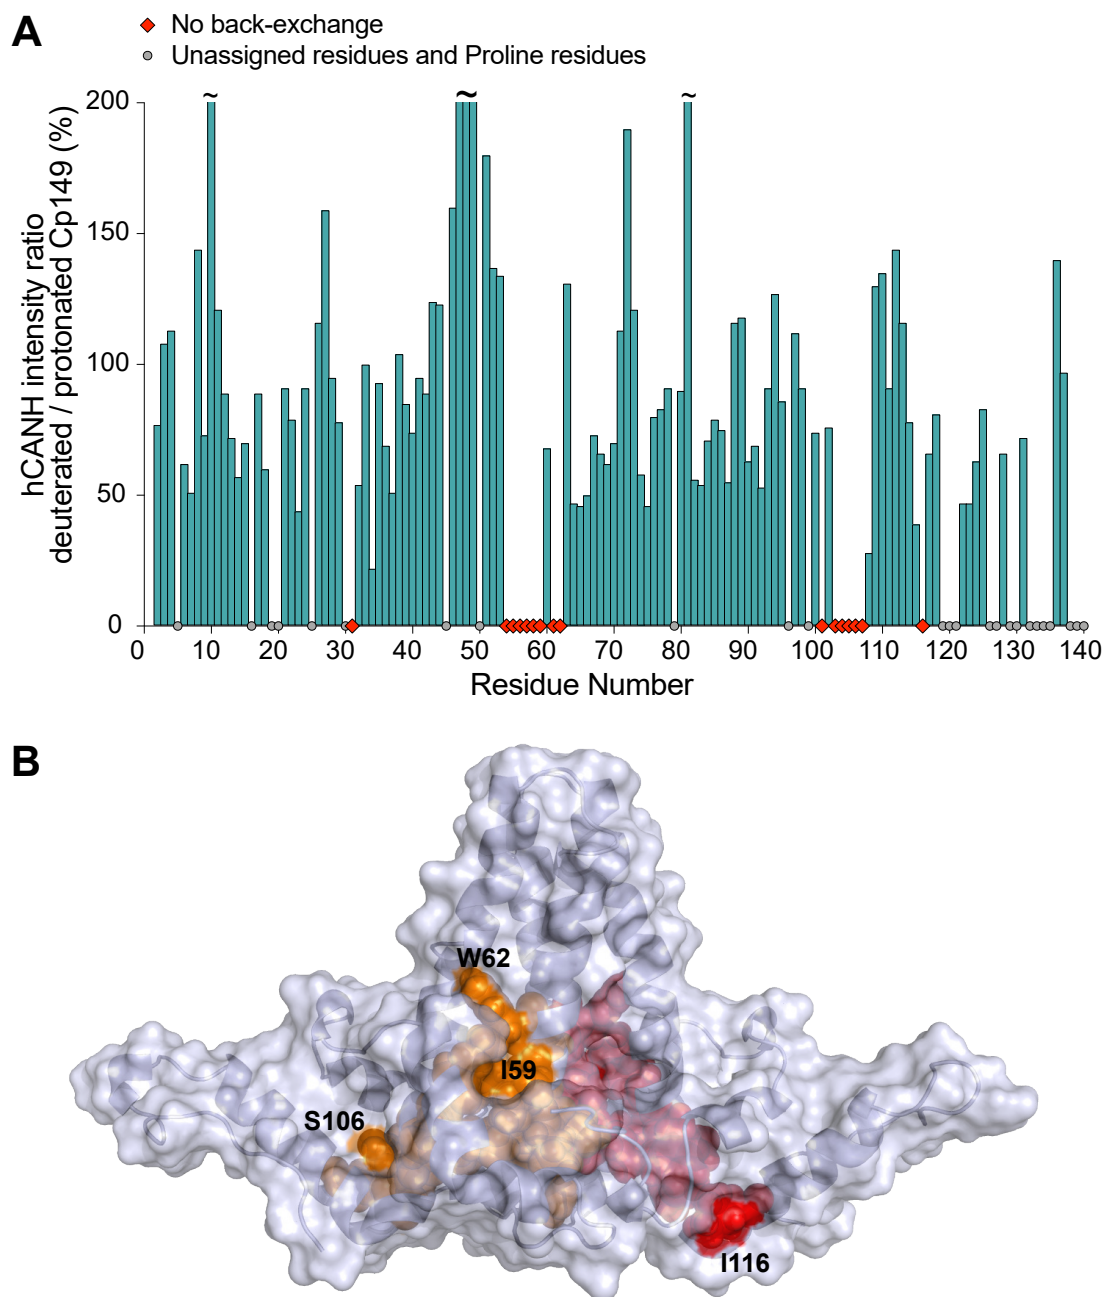 A
No back-exchange
Unassigned residues and Proline residues
hCANH intensity ratio
deuterated / protonated Cp149 (%)
~ ~ ~
200
150
100
50
0
0 10 20 30 40 50 60 70 80 90 100 110 120 130 140
Residue Number
B
W62
I59
S106
I116